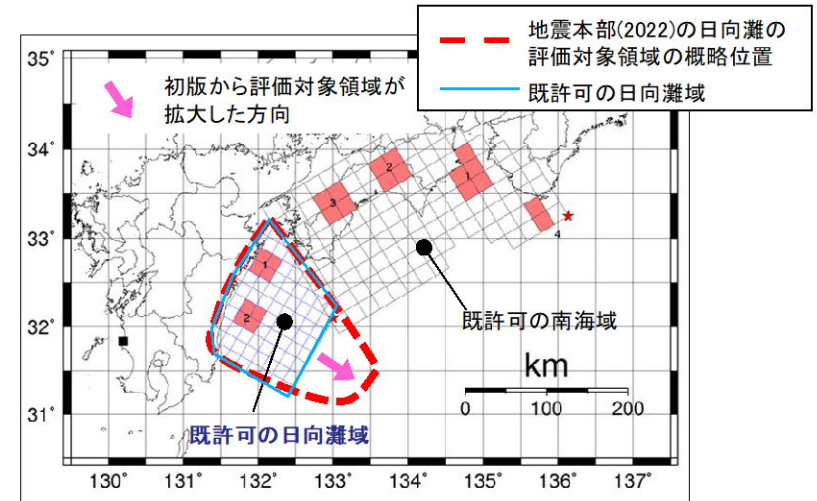 地震本部(2022)の日向灘の
評価対象領域の概略位置
既許可の日向灘域
初版から評価対象領域が
拡大した方向
35°
34°
33°
32°
31°
2
1
3
4
1
2
既許可の南海域
km
0 100 200
既許可の日向灘域
130° 131° 132° 133° 134° 135° 136° 137°